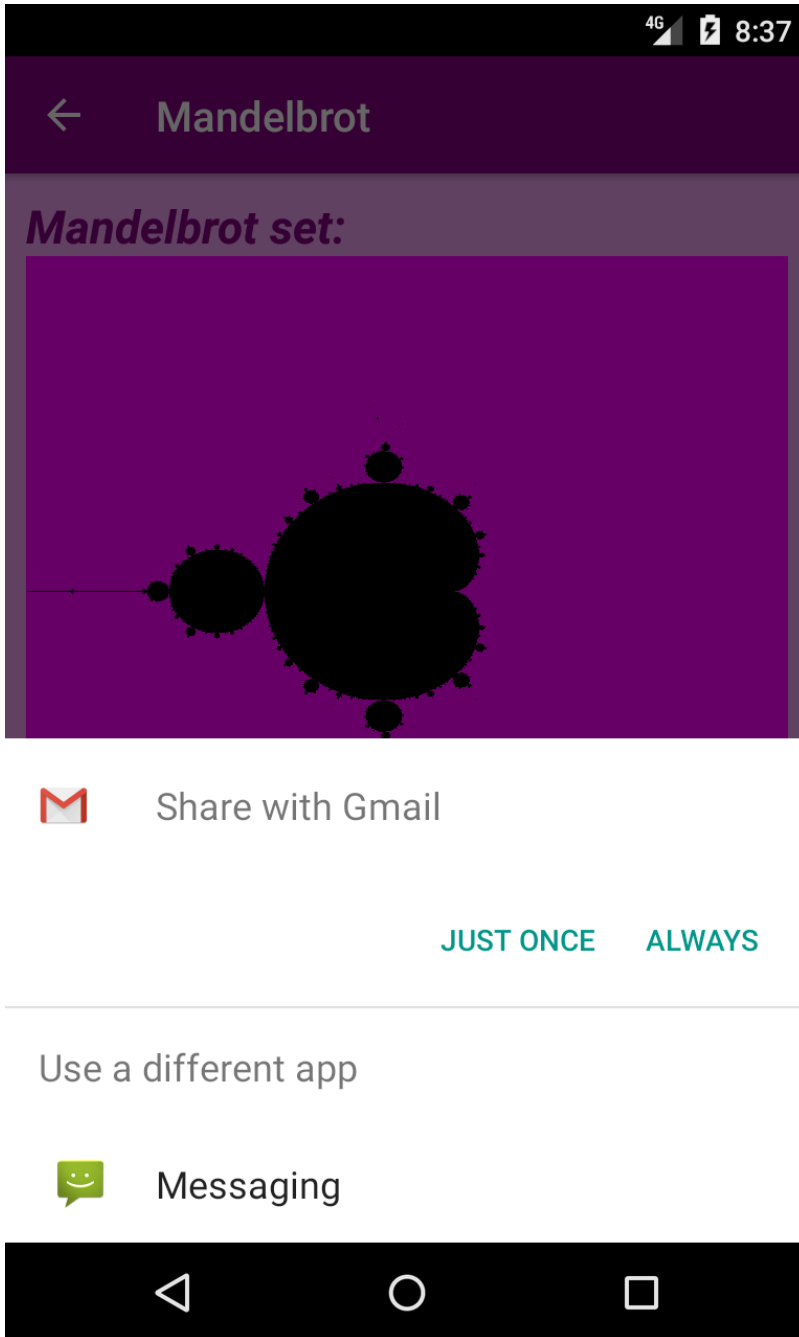 4G 8:37
Mandelbrot
Mandelbrot set:
Share with Gmail
JUST ONCE ALWAYS
Use a different app
Messaging